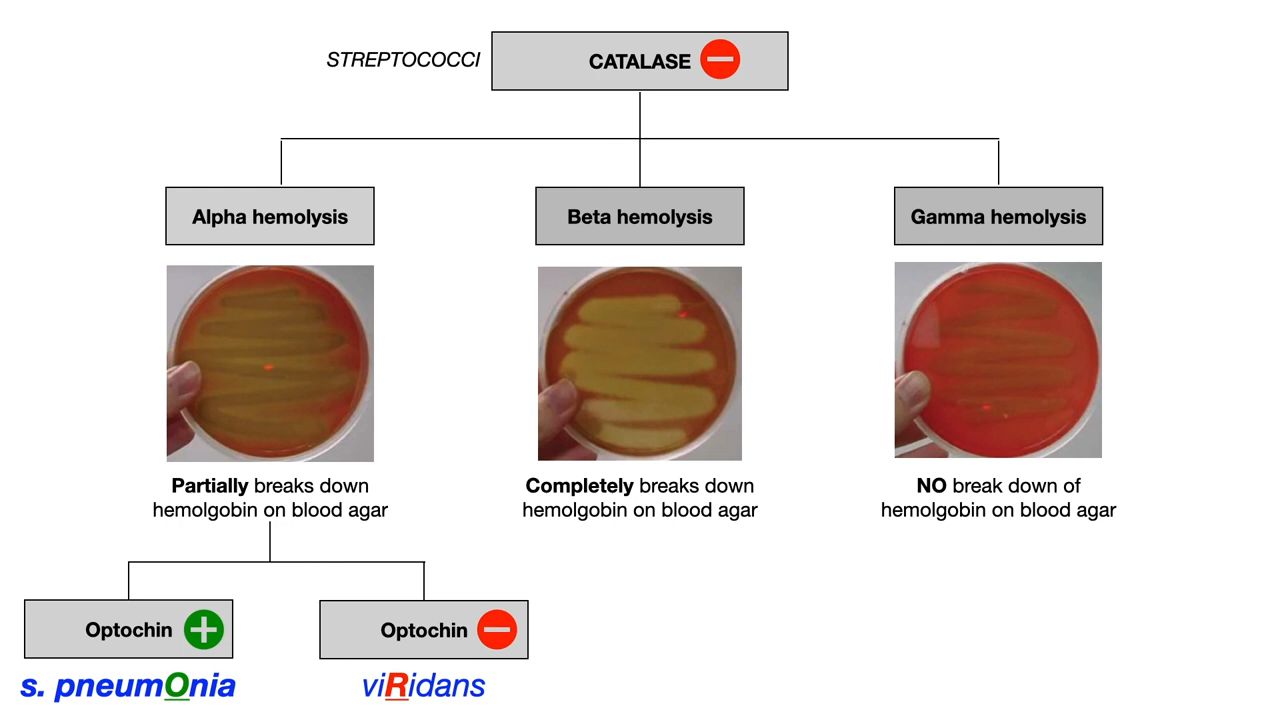 STREPTOCOCCI
CATALASE
Alpha hemolysis
Beta hemolysis
Gamma hemolysis
Partially breaks down
hemolgobin on blood agar
Completely breaks down
hemolgobin on blood agar
NO break down of
hemolgobin on blood agar
Optochin
Optochin
s. pneumOnia
viRidans